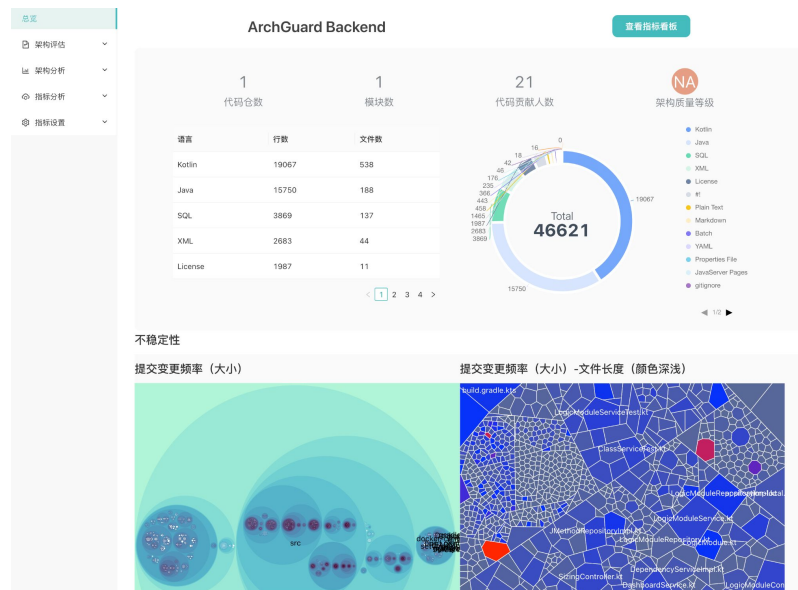 总览
架构评估
架构分析
指标分析
指标设置
ArchGuard Backend
查看指标看板
1
代码仓数
1
模块数
21
代码贡献人数
NA
架构质量等级
语言 行数 文件数
Kotlin 19067 538
Java 15750 188
SQL 3869 137
XML 2683 44
License 1987 11
< 1 2 3 4 >
0
16
18
42
46
176
235
366
443
458
1465
1987
2683
3869
15750
19067
Total
46621
Kotlin
Java
SQL
XML
License
#!
Plain Text
Markdown
Batch
YAML
Properties File
JavaServer Pages
gitignore
1/2
不稳定性
提交变更频率（大小）
src
提交变更频率（大小）-文件长度（颜色深浅）
build.gradle.kts
LogicModuleServiceTest.kt
ClassServiceTest.kt
LogicModuleService.kt
JMethodRepositoryImpl.kt
LogicModuleRepository.kt
LogicModule.kt
DependencyServiceImpl.kt
SizingController.kt
DashboardService.kt
LogicModuleCon